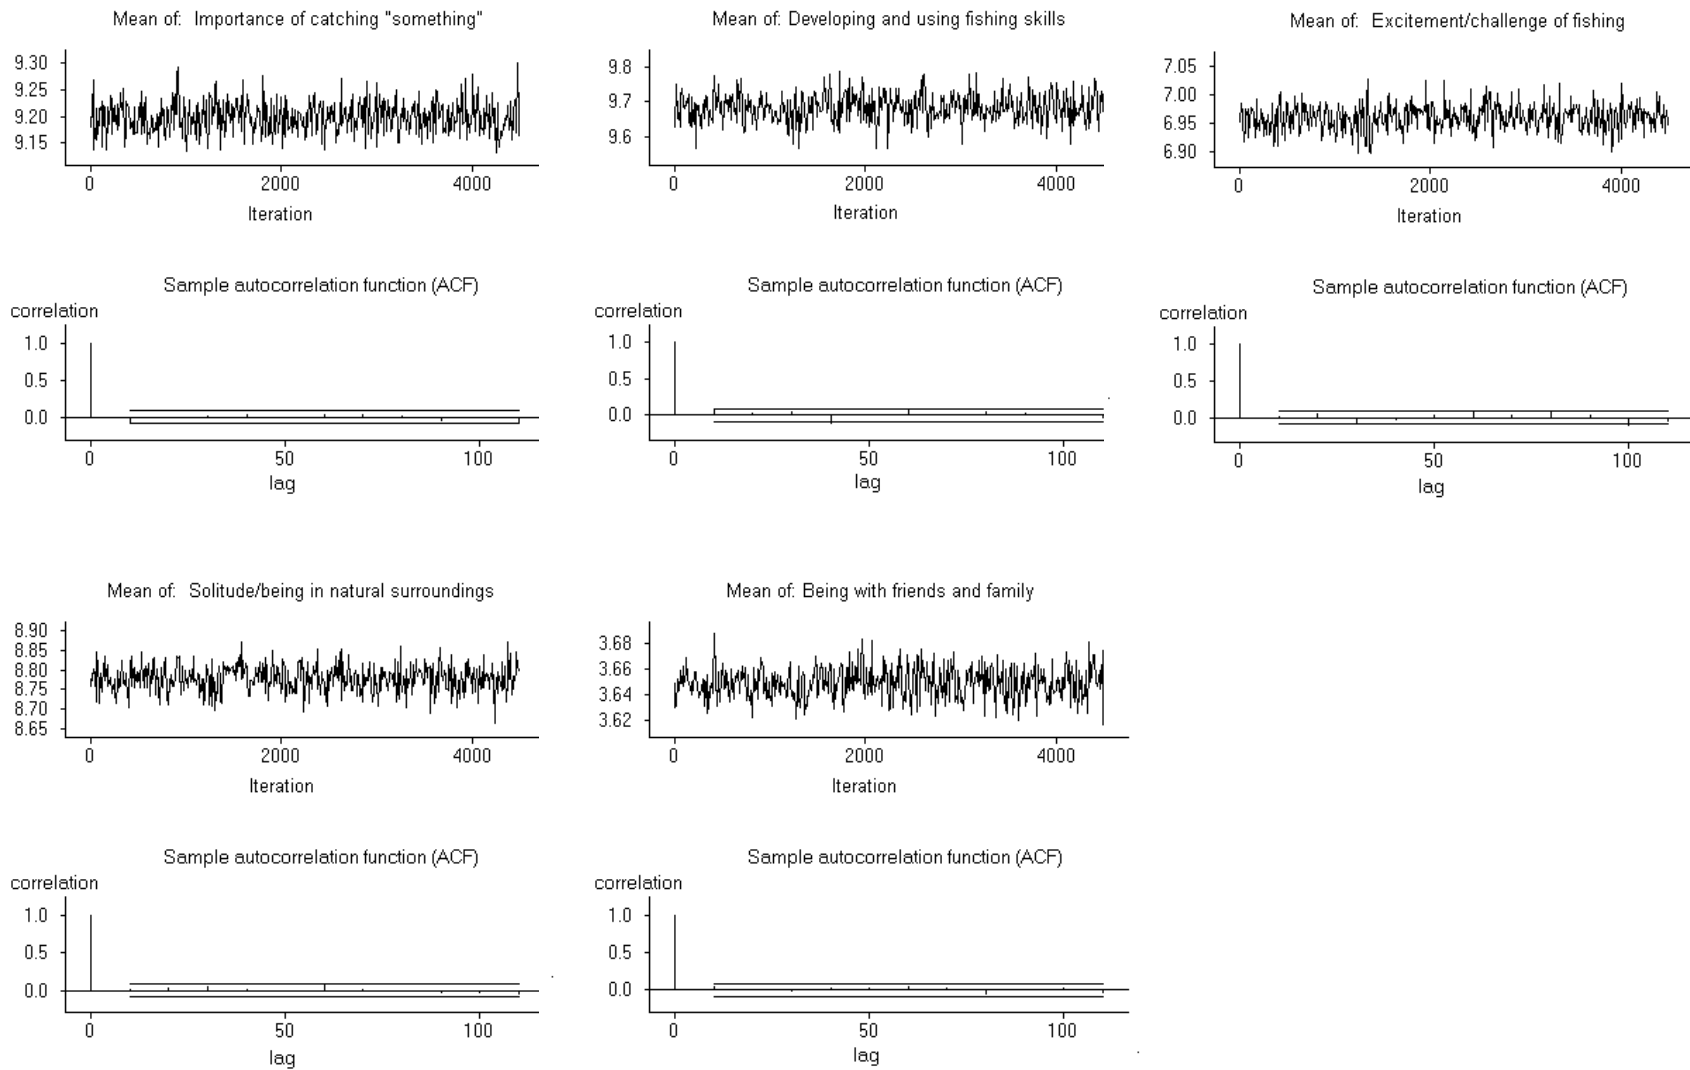 Mean of:  Importance of catching "something"
9.30
9.25
9.20
9.15
0
2000
4000
Iteration
Mean of: Developing and using fishing skills
9.8
9.7
9.6
0
2000
4000
Iteration
Mean of:  Excitement/challenge of fishing
7.05
7.00
6.95
6.90
0
2000
4000
Iteration
Sample autocorrelation function (ACF)
correlation
1.0
0.5
0.0
0
50
100
lag
Sample autocorrelation function (ACF)
correlation
1.0
0.5
0.0
0
50
100
lag
Sample autocorrelation function (ACF)
correlation
1.0
0.5
0.0
0
50
100
lag
Mean of:  Solitude/being in natural surroundings
8.90
8.85
8.80
8.75
8.70
8.65
0
2000
4000
Iteration
Mean of: Being with friends and family
3.68
3.66
3.64
3.62
0
2000
4000
Iteration
Sample autocorrelation function (ACF)
correlation
1.0
0.5
0.0
0
50
100
lag
Sample autocorrelation function (ACF)
correlation
1.0
0.5
0.0
0
50
100
lag